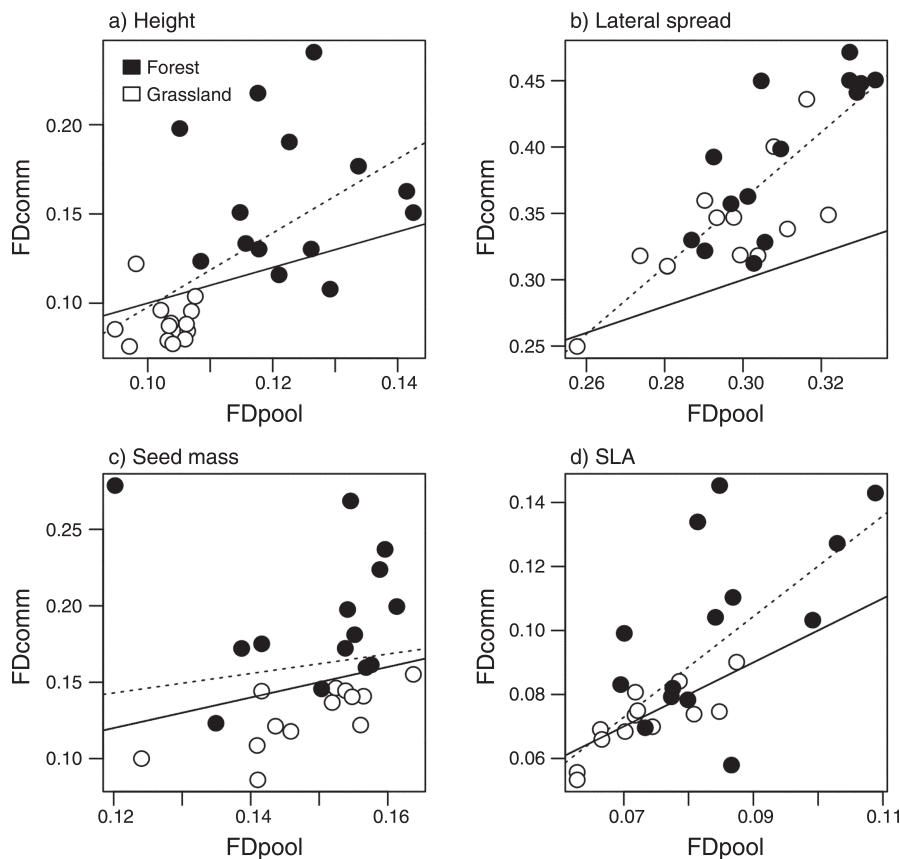 a) Height
Forest
Grassland
0.20
0.15
0.10
FDcomm
0.10 0.12 0.14
FDpool
b) Lateral spread
0.45
0.40
0.35
0.30
0.25
FDcomm
0.26 0.28 0.30 0.32
FDpool
c) Seed mass
0.25
0.20
0.15
0.10
FDcomm
0.12 0.14 0.16
FDpool
d) SLA
0.14
0.12
0.10
0.08
0.06
FDcomm
0.07 0.09 0.11
FDpool